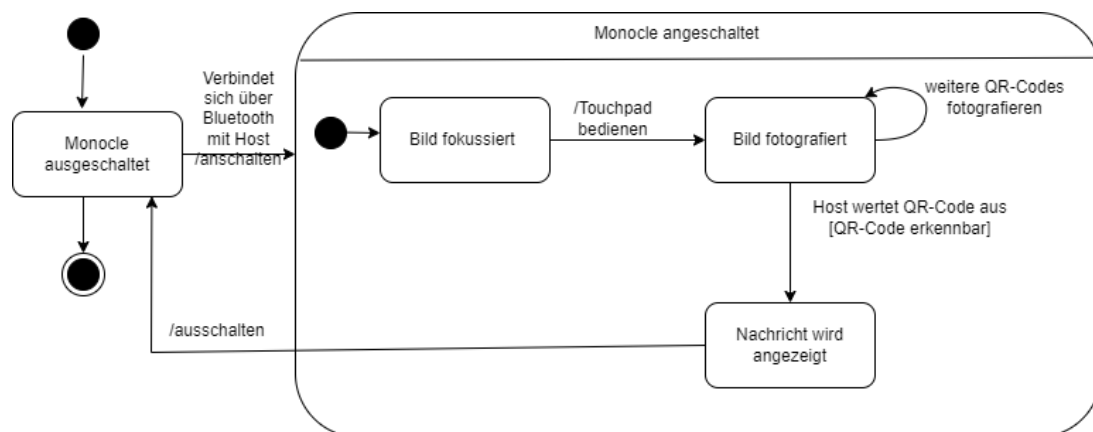 Monocle angeschaltet
Verbindet
sich über
Bluetooth
mit Host
/anschalten
Monocle
ausgeschaltet
Bild fokussiert
/Touchpad
bedienen
Bild fotografiert
weitere QR-Codes
fotografieren
Host wertet QR-Code aus
[QR-Code erkennbar]
/ausschalten
Nachricht wird
angezeigt